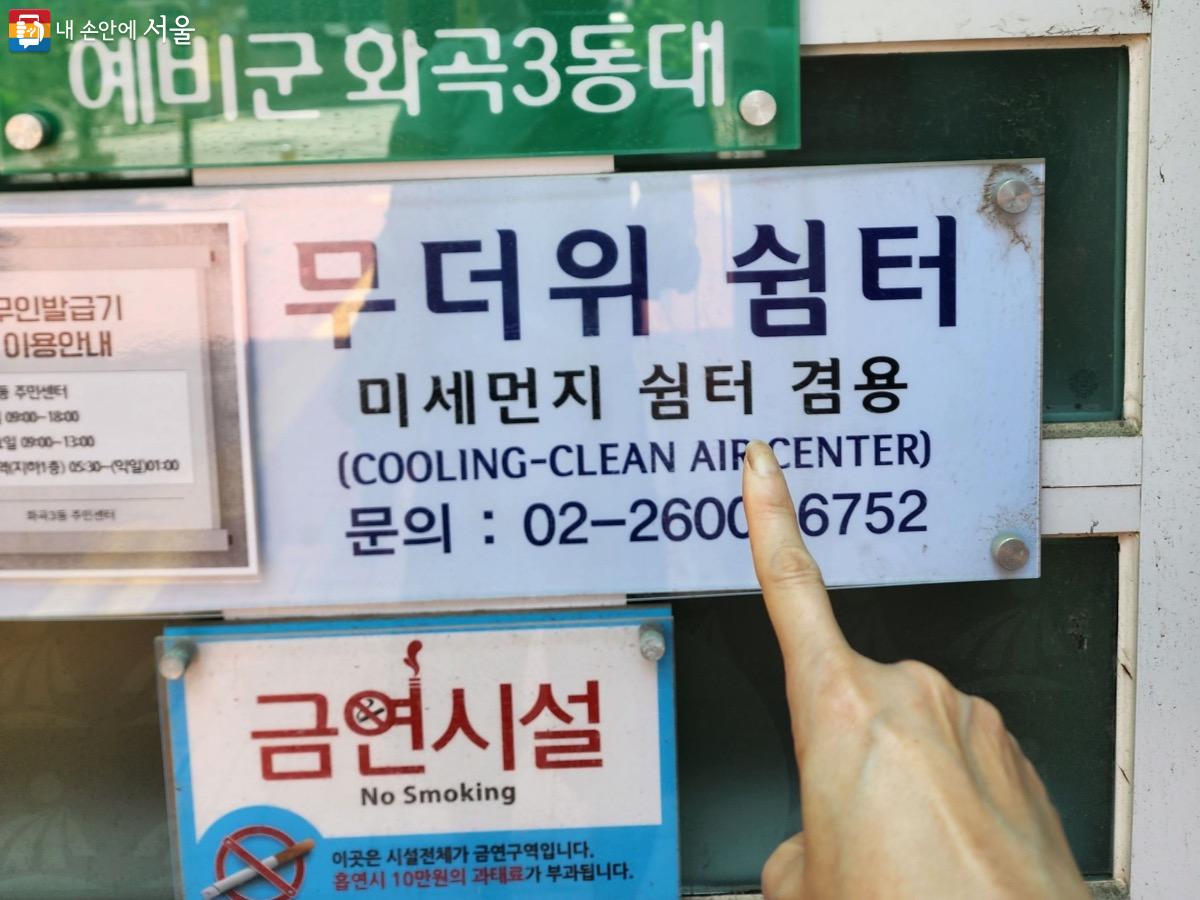 내 손안에 서울
예비군 화곡3동대
무더위 쉼터
미세먼지 쉼터 겸용
(COOLING-CLEAN AIR CENTER)
문의 : 02-2600 6752
무인발급기
이용안내
주민센터
09:00~18:00
09:00~13:00
(지하1층) 05:30~(익일)01:00
화곡3동 주민센터
금연시설
No Smoking
이곳은 시설전체가 금연구역입니다.
흡연시 10만원의 과태료가 부과됩니다.